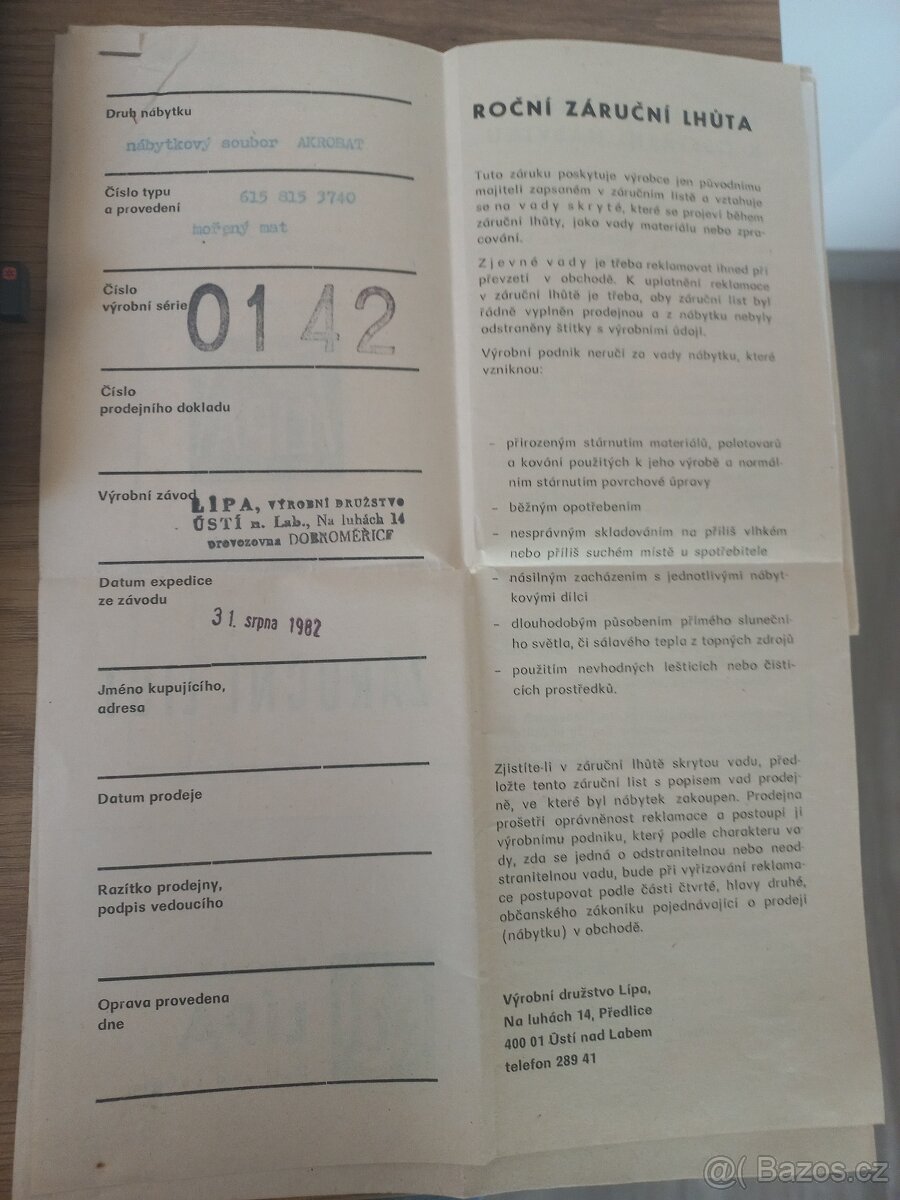 Druh nábytku
nábytkový soubor AKROBAT
Číslo typu
a provedení
615 815 3740
mořený mat
Číslo
výrobní série
0142
Číslo
prodejního dokladu
Výrobní závod
LÍPA, VÝROBNÍ DRUŽSTVO
ÚSTÍ n. Lab., Na luhách 14
provozovna DOBROMĚŘICE
Datum expedice
ze závodu
31. srpna 1982
Jméno kupujícího,
adresa
Datum prodeje
Razítko prodejny,
podpis vedoucího
Oprava provedena
dne
ROČNÍ ZÁRUČNÍ LHŮTA
Tuto záruku poskytuje výrobce jen původnímu
majiteli zapsaném v záručním listě a vztahuje
se na vady skryté, které se projeví během
záruční lhůty, jako vady materiálu nebo zpra-
cování.
Zjevné vady je třeba reklamovat ihned při
převzetí v obchodě. K uplatnění reklamace
v záruční lhůtě je třeba, aby záruční list byl
řádně vyplněn prodejnou a z nábytku nebyly
odstraněny štítky s výrobními údaji.
Výrobní podnik neručí za vady nábytku, které
vzniknou:
– přirozeným stárnutím materiálů, polotovarů
a kování použitých k jeho výrobě a normál-
ním stárnutím povrchové úpravy
– běžným opotřebením
– nesprávným skladováním na příliš vlhkém
nebo příliš suchém místě u spotřebitele
– násilným zacházením s jednotlivými nábyt-
kovými dílci
– dlouhodobým působením přímého sluneční-
ho světla, či sálavého tepla z topných zdrojů
– použitím nevhodných lešticích nebo čisti-
cích prostředků.
Zjistíte-li v záruční lhůtě skrytou vadu, před-
ložte tento záruční list s popisem vad prodej-
ně, ve které byl nábytek zakoupen. Prodejna
prošetří oprávněnost reklamace a postoupí ji
výrobnímu podniku, který podle charakteru va-
dy, zda se jedná o odstranitelnou nebo neod-
stranitelnou vadu, bude při vyřizování reklama-
ce postupovat podle části čtvrté, hlavy druhé,
občanského zákoníku pojednávající o prodeji
(nábytku) v obchodě.
Výrobní družstvo Lípa,
Na luhách 14, Předlice
400 01 Ústí nad Labem
telefon 289 41
@( Bazos.cz